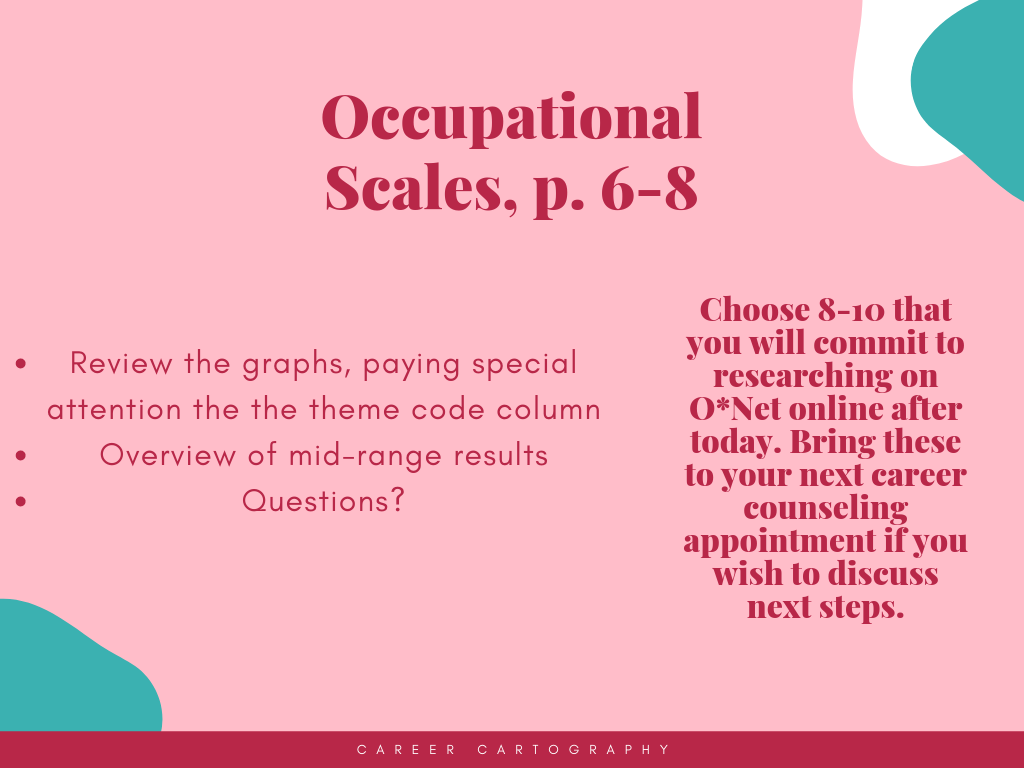 Occupational
Scales, p. 6-8
• Review the graphs, paying special
attention the the theme code column
• Overview of mid-range results
• Questions?
Choose 8-10 that
you will commit to
researching on
O*Net online after
today. Bring these
to your next career
counseling
appointment if you
wish to discuss
next steps.
CAREER CARTOGRAPHY